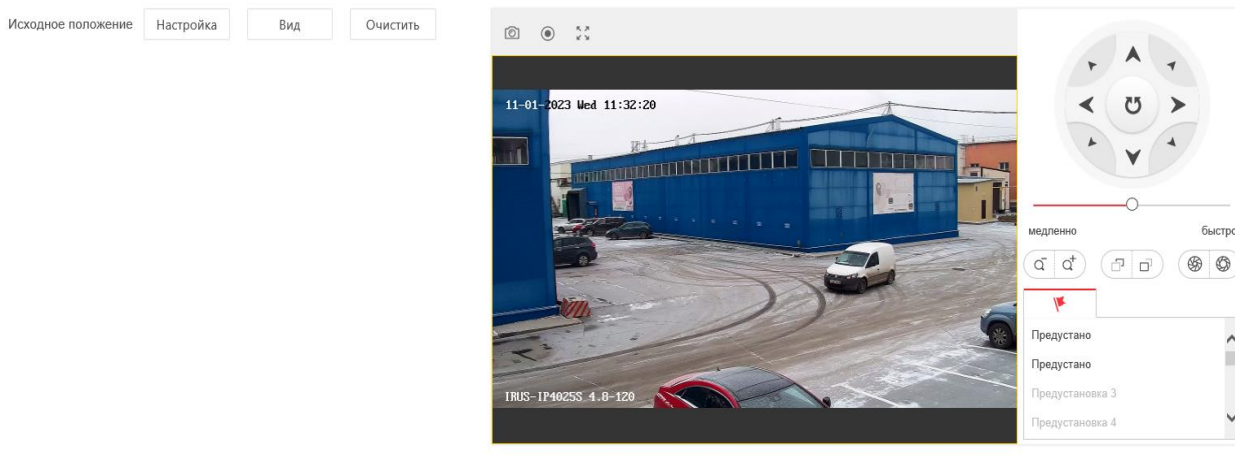 Исходное положение
Настройка
Вид
Очистить
11-01-2023 Wed 11:32:20
IRUS-IP4025S 4.8-120
медленно
быстро
Предустано
Предустано
Предустановка 3
Предустановка 4